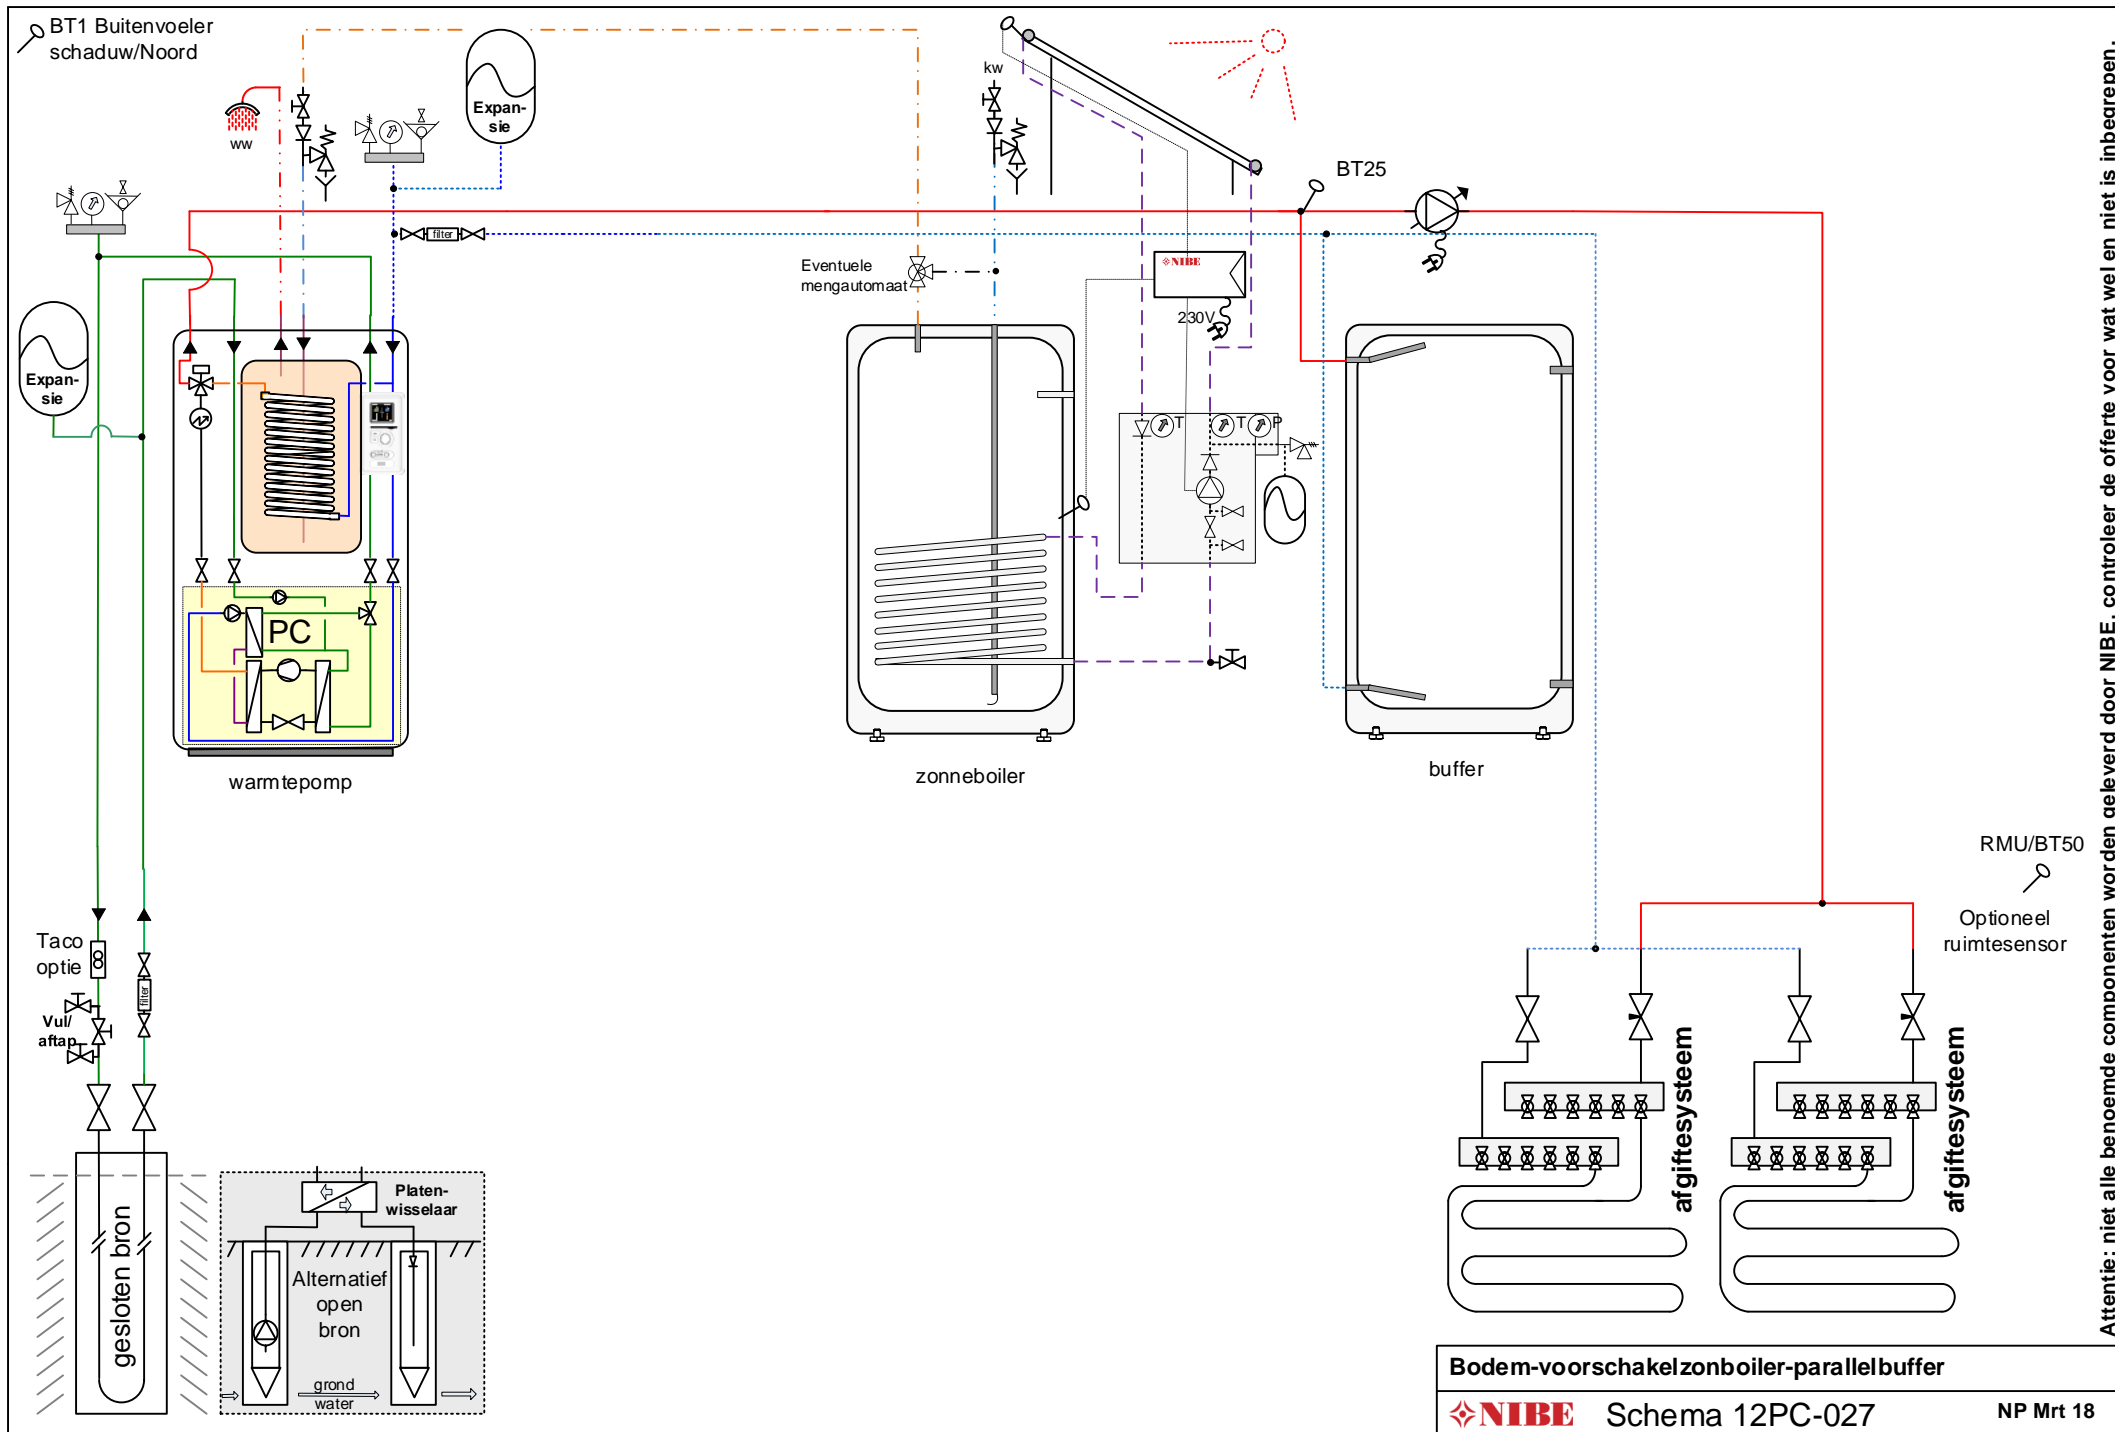 BT1 Buitenvoeler
schaduw/Noord
ww
Expan-
sie
kw
BT25
filter
Eventuele
mengautomaat
NIBE
230V
Expan-
sie
T
T
P
PC
warmtepomp
zonneboiler
buffer
RMU/BT50
Optioneel
ruimtesensor
Taco
optie
filter
Vul/
aftap
afgiftesysteem
afgiftesysteem
gesloten bron
Platen-
wisselaar
Alternatief
open
bron
grond
water
Attentie: niet alle benoemde componenten worden geleverd door NIBE, controleer de offerte voor wat wel en niet is inbegrepen.
Bodem-voorschakelzonboiler-parallelbuffer
NIBE Schema 12PC-027 NP Mrt 18